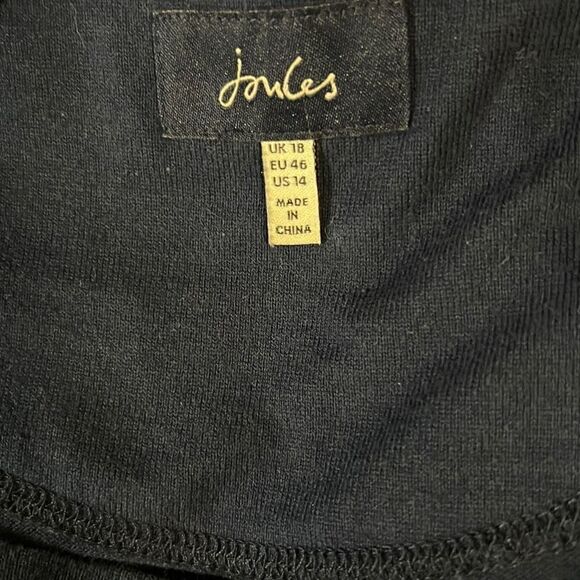 Joules
UK 18
EU 46
US 14
MADE
IN
CHINA